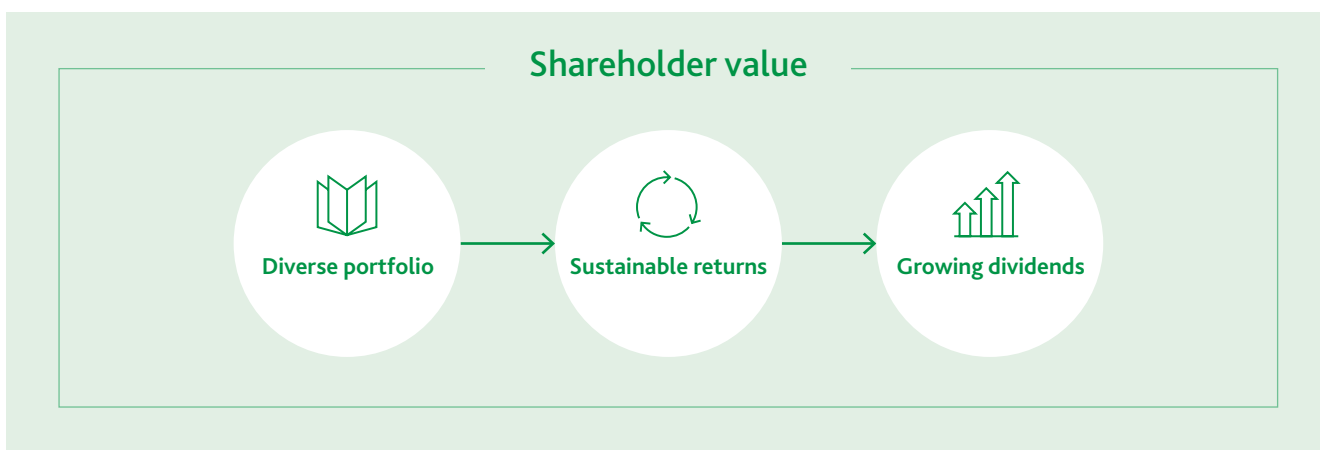 Shareholder value
Diverse portfolio
Sustainable returns
Growing dividends